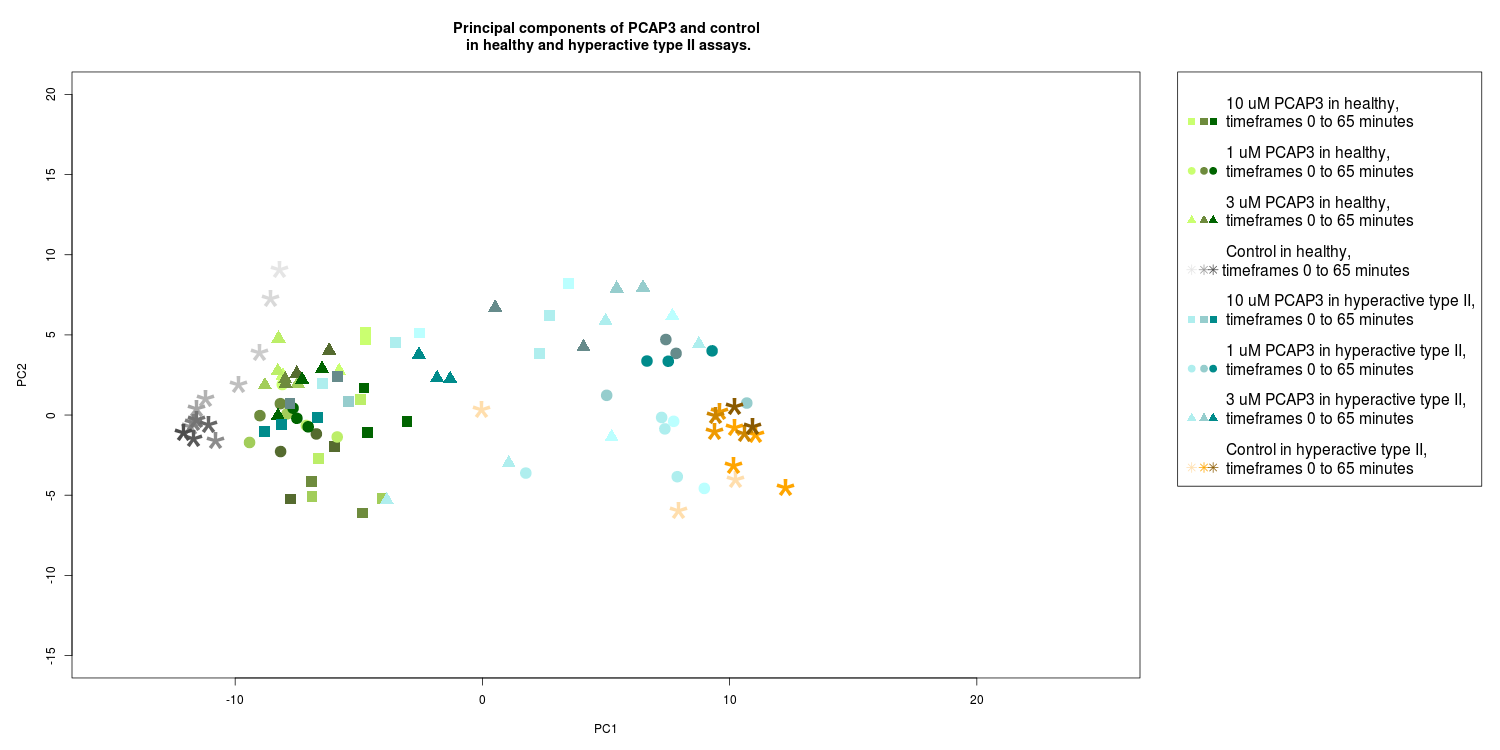 Principal components of PCAP3 and control
in healthy and hyperactive type II assays.
20
15
10
5
0
-5
-10
-15
PC2
-10
0
10
20
PC1
10 uM PCAP3 in healthy,
timeframes 0 to 65 minutes
1 uM PCAP3 in healthy,
timeframes 0 to 65 minutes
3 uM PCAP3 in healthy,
timeframes 0 to 65 minutes
Control in healthy,
timeframes 0 to 65 minutes
10 uM PCAP3 in hyperactive type II,
timeframes 0 to 65 minutes
1 uM PCAP3 in hyperactive type II,
timeframes 0 to 65 minutes
3 uM PCAP3 in hyperactive type II,
timeframes 0 to 65 minutes
Control in hyperactive type II,
timeframes 0 to 65 minutes